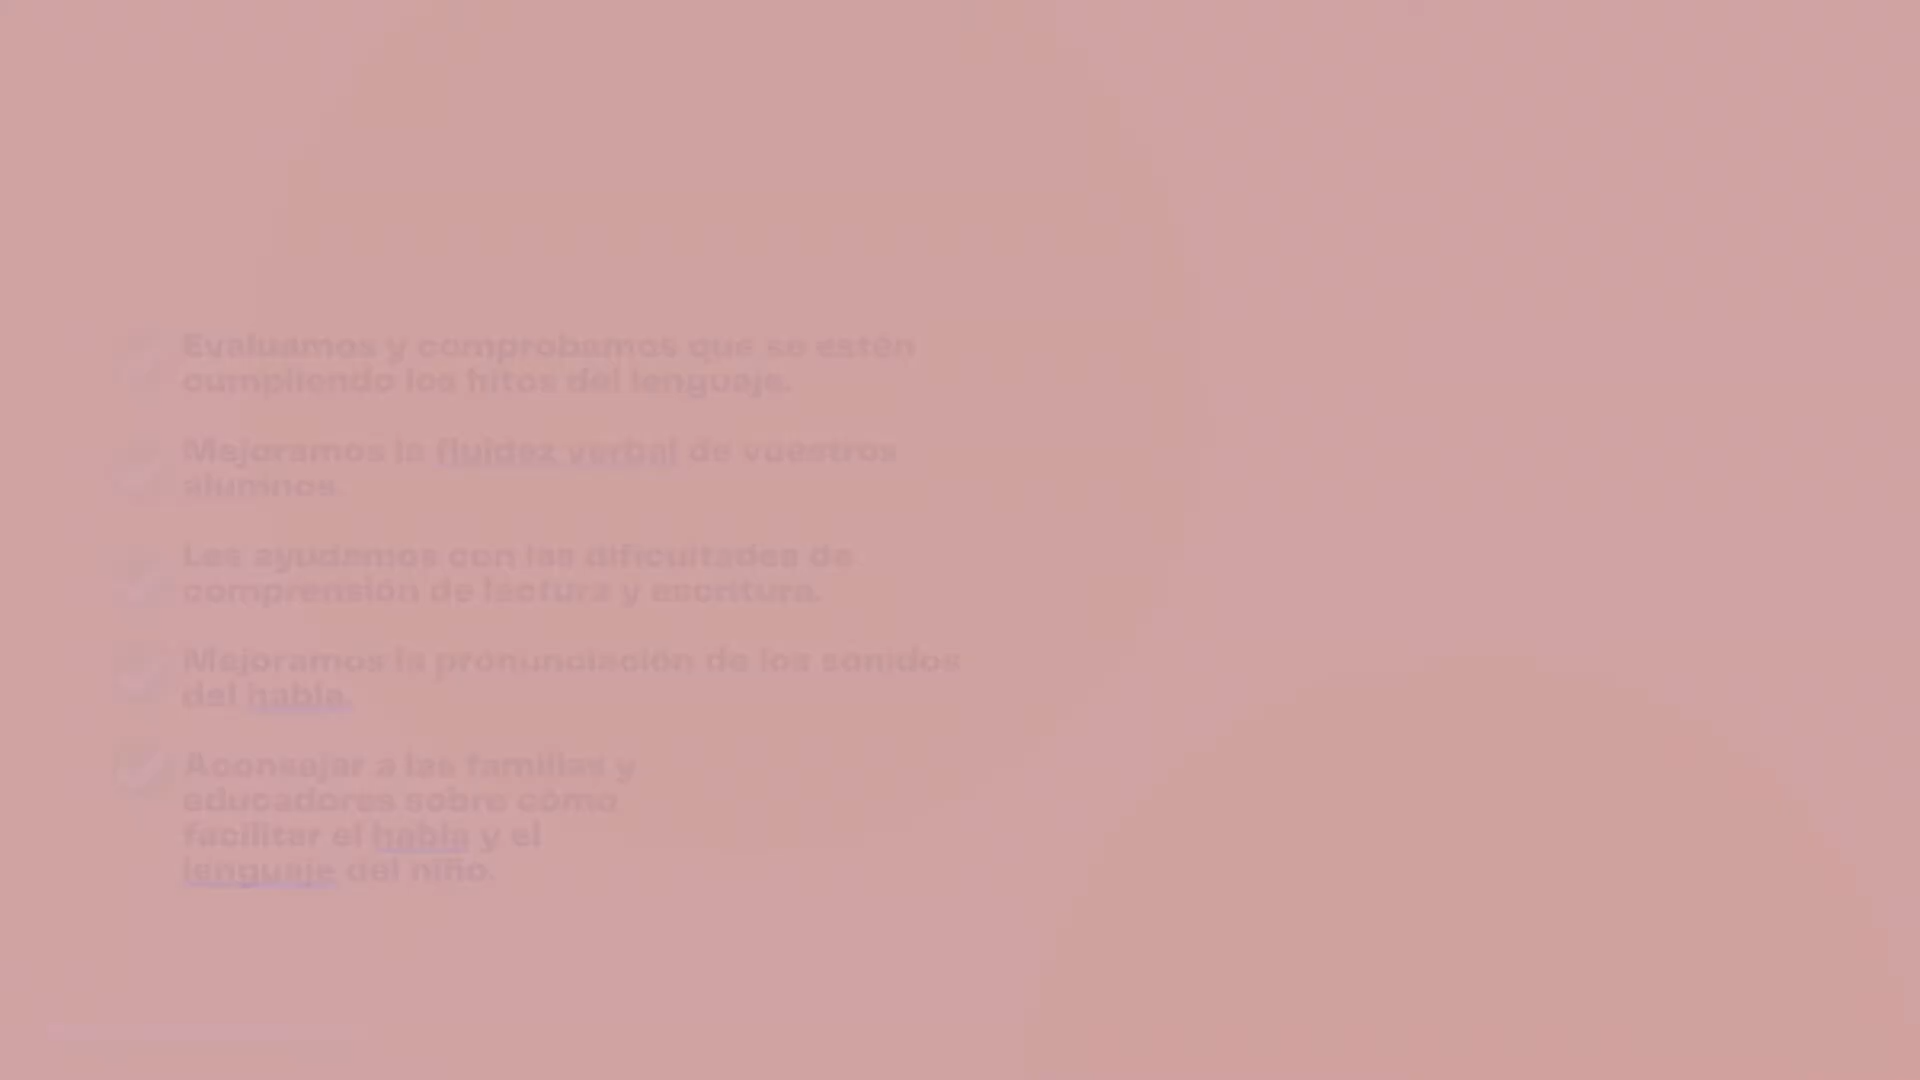 Evaluamos y comprobamos que se estén
cumpliendo los hitos del lenguaje.
Mejoramos la fluidez verbal de vuestros
alumnos.
Les ayudamos con las dificultades de
comprensión de lectura y escritura.
Mejoramos la pronunciación de los sonidos
del habla.
Aconsejar a las familias y
educadores sobre cómo
facilitar el habla y el
lenguaje del niño.